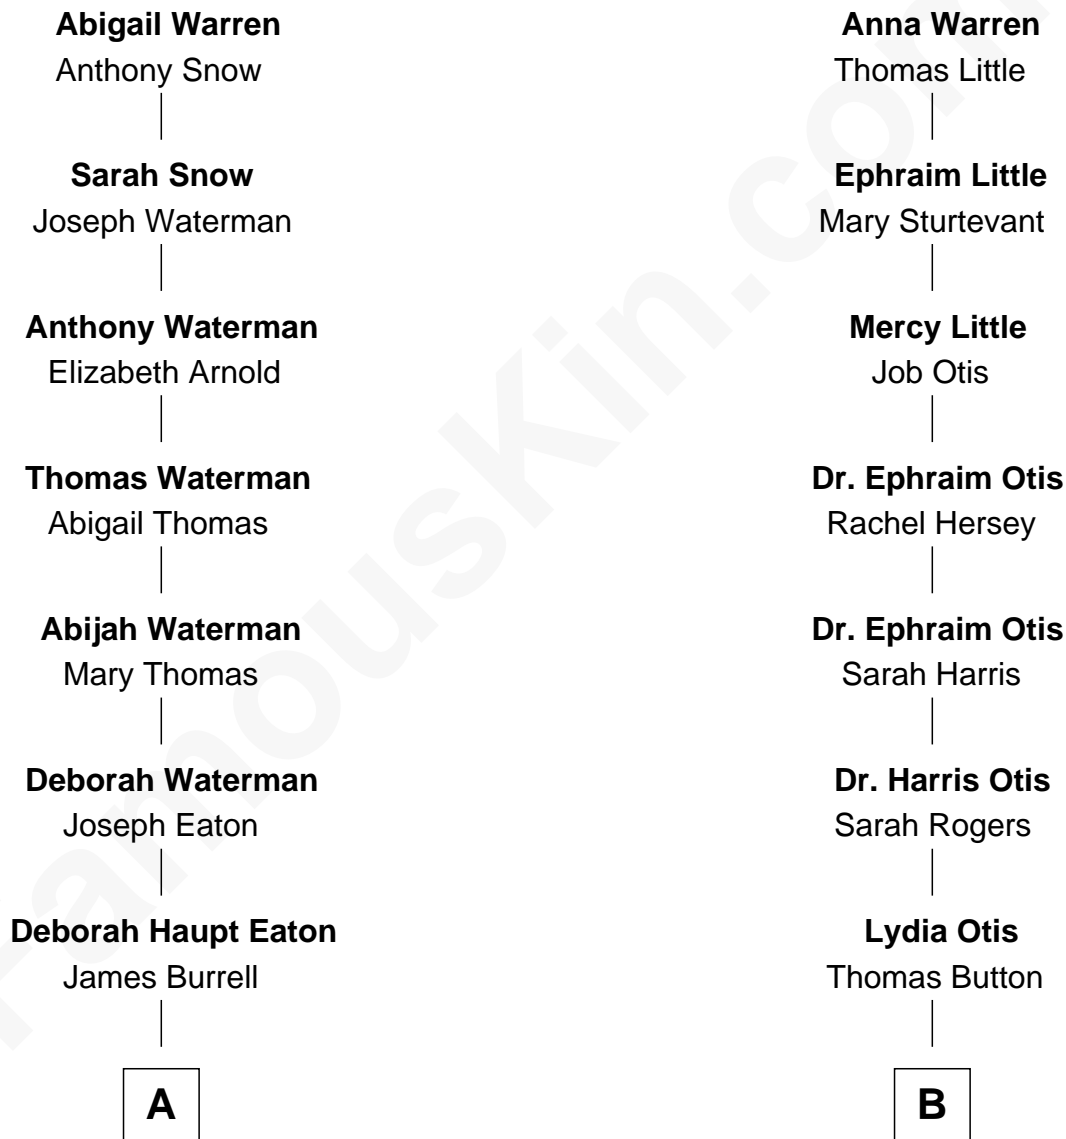 Abigail Warren
Anthony Snow
Sarah Snow
Joseph Waterman
Anthony Waterman
Elizabeth Arnold
Thomas Waterman
Abigail Thomas
Abijah Waterman
Mary Thomas
Deborah Waterman
Joseph Eaton
Deborah Haupt Eaton
James Burrell
A
Anna Warren
Thomas Little
Ephraim Little
Mary Sturtevant
Mercy Little
Job Otis
Dr. Ephraim Otis
Rachel Hersey
Dr. Ephraim Otis
Sarah Harris
Dr. Harris Otis
Sarah Rogers
Lydia Otis
Thomas Button
B
FamousKin.com